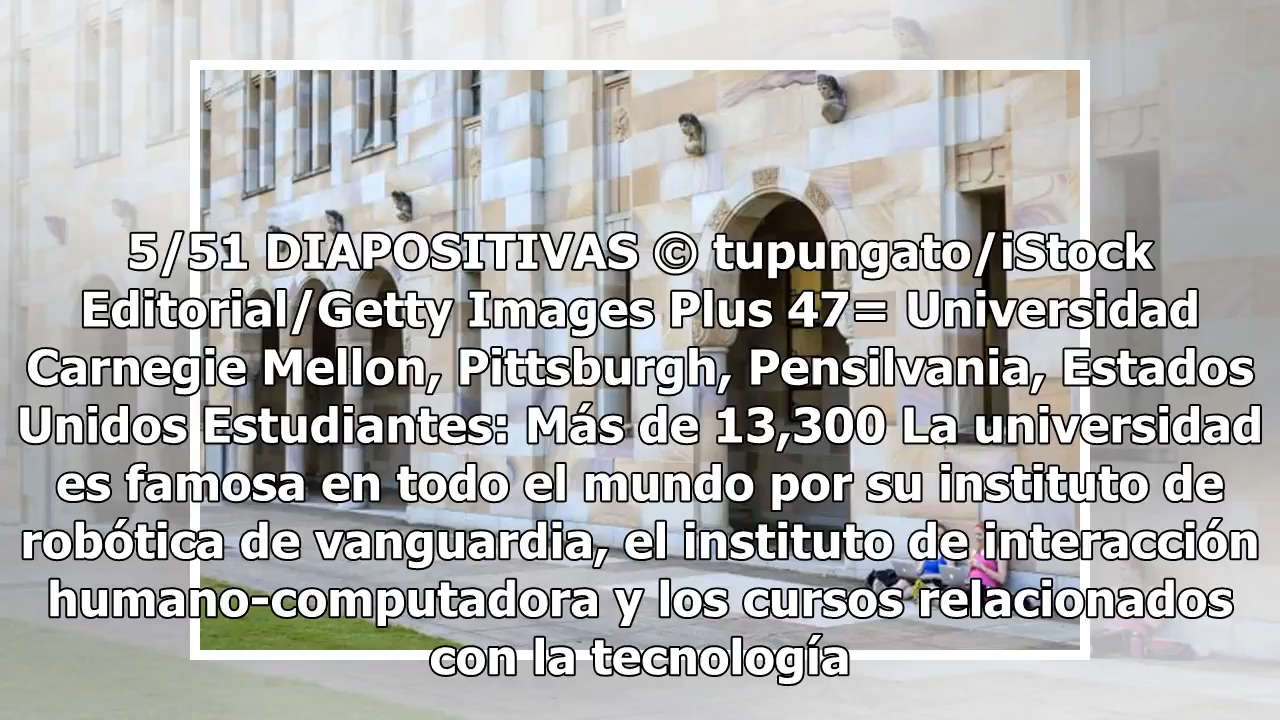 5/51 DIAPOSITIVAS © tupungato/iStock
Editorial/Getty Images Plus 47= Universidad
Carnegie Mellon, Pittsburgh, Pensilvania, Estados
Unidos Estudiantes: Más de 13,300 La universidad
es famosa en todo el mundo por su instituto de
robótica de vanguardia, el instituto de interacción
humano-computadora y los cursos relacionados
con la tecnología